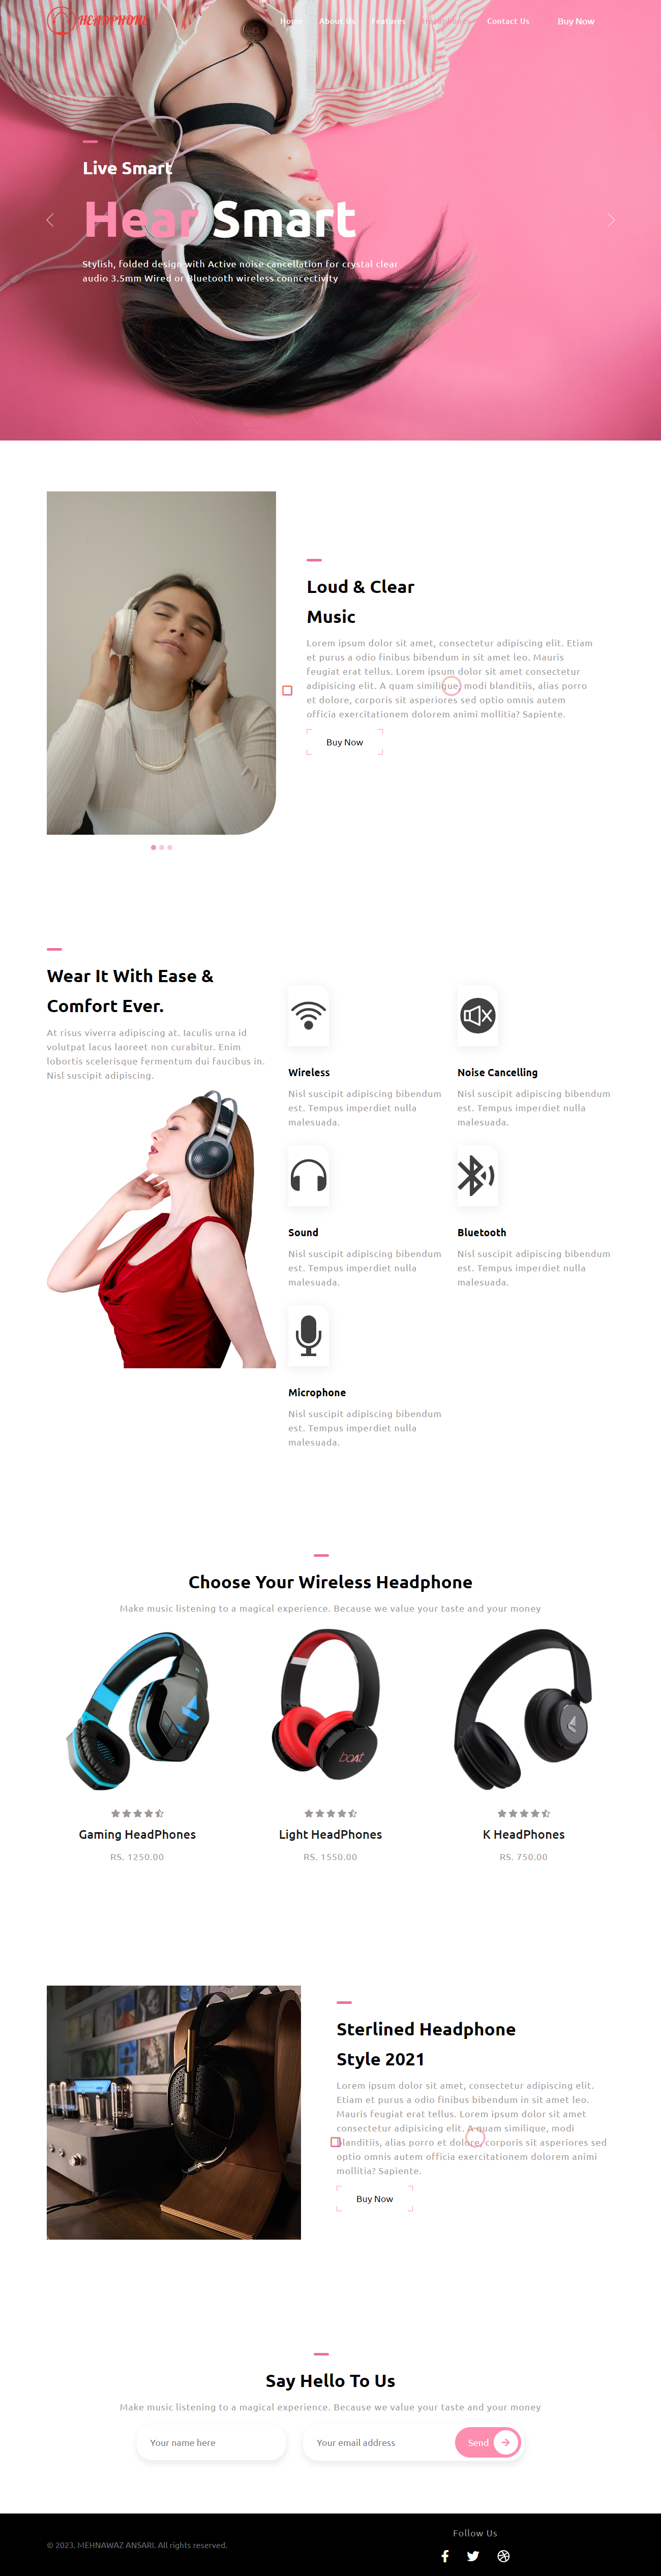 HEADPHONE
Home About Us Features Headphones Contact Us Buy Now
Live Smart
Hear Smart
Stylish, folded design with Active noise cancellation for crystal clear
audio 3.5mm Wired or Bluetooth wireless conncectivity
Loud & Clear
Music
Lorem ipsum dolor sit amet, consectetur adipiscing elit. Etiam
et purus a odio finibus bibendum in sit amet leo. Mauris
feugiat erat tellus. Lorem ipsum dolor sit amet consectetur
adipisicing elit. A quam similique, modi blanditiis, alias porro
et dolore, corporis sit asperiores sed optio omnis autem
officia exercitationem dolorem animi mollitia? Sapiente.
Buy Now
Wear It With Ease &
Comfort Ever.
At risus viverra adipiscing at. Iaculis urna id
volutpat lacus laoreet non curabitur. Enim
lobortis scelerisque fermentum dui faucibus in.
Nisl suscipit adipiscing.
Wireless
Nisl suscipit adipiscing bibendum
est. Tempus imperdiet nulla
malesuada.
Noise Cancelling
Nisl suscipit adipiscing bibendum
est. Tempus imperdiet nulla
malesuada.
Sound
Nisl suscipit adipiscing bibendum
est. Tempus imperdiet nulla
malesuada.
Bluetooth
Nisl suscipit adipiscing bibendum
est. Tempus imperdiet nulla
malesuada.
Microphone
Nisl suscipit adipiscing bibendum
est. Tempus imperdiet nulla
malesuada.
Choose Your Wireless Headphone
Make music listening to a magical experience. Because we value your taste and your money
boAt
Gaming HeadPhones
RS. 1250.00
Light HeadPhones
RS. 1550.00
K HeadPhones
RS. 750.00
Sterlined Headphone
Style 2021
Lorem ipsum dolor sit amet, consectetur adipiscing elit.
Etiam et purus a odio finibus bibendum in sit amet leo.
Mauris feugiat erat tellus. Lorem ipsum dolor sit amet
consectetur adipisicing elit. A quam similique, modi
blanditiis, alias porro et dolore, corporis sit asperiores sed
optio omnis autem officia exercitationem dolorem animi
mollitia? Sapiente.
Buy Now
Say Hello To Us
Make music listening to a magical experience. Because we value your taste and your money
Your name here
Your email address
Send
© 2023. MEHNAWAZ ANSARI. All rights reserved.
Follow Us